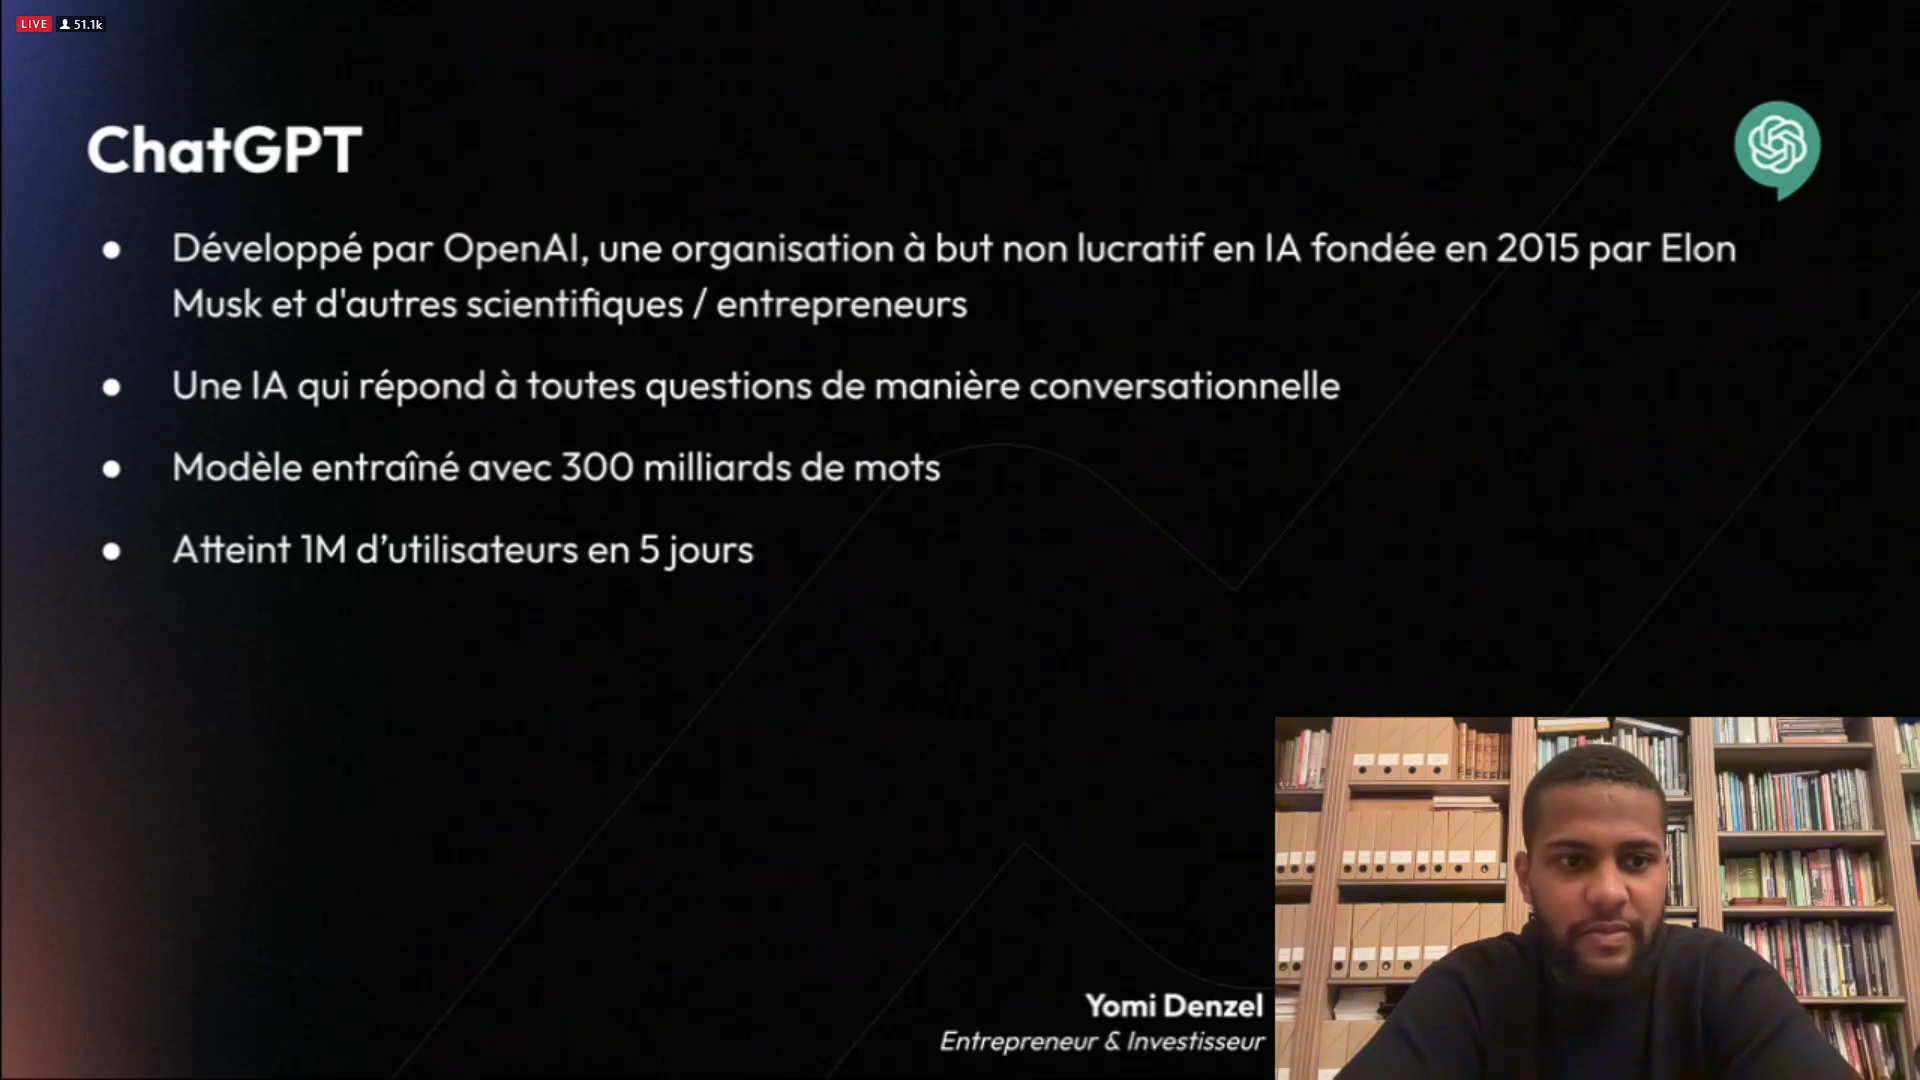 LIVE 51.1k
ChatGPT
● Développé par OpenAI, une organisation à but non lucratif en IA fondée en 2015 par Elon
Musk et d'autres scientifiques / entrepreneurs
● Une IA qui répond à toutes questions de manière conversationnelle
● Modèle entraîné avec 300 milliards de mots
● Atteint 1M d’utilisateurs en 5 jours
Yomi Denzel
Entrepreneur & Investisseur